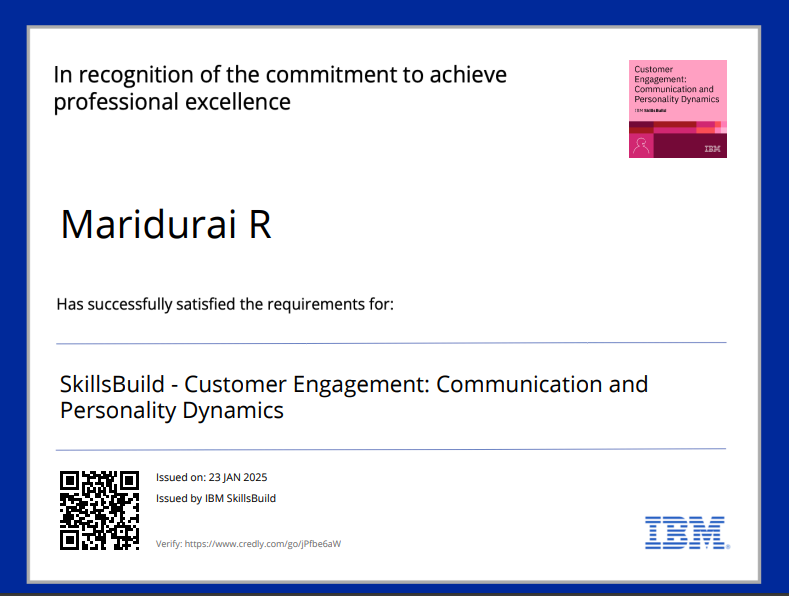 In recognition of the commitment to achieve
professional excellence
Customer
Engagement:
Communication and
Personality Dynamics
IBM SkillsBuild
IBM
Maridurai R
Has successfully satisfied the requirements for:
SkillsBuild - Customer Engagement: Communication and
Personality Dynamics
Issued on: 23 JAN 2025
Issued by IBM SkillsBuild
Verify: https://www.credly.com/go/jPfbe6aW
IBM®